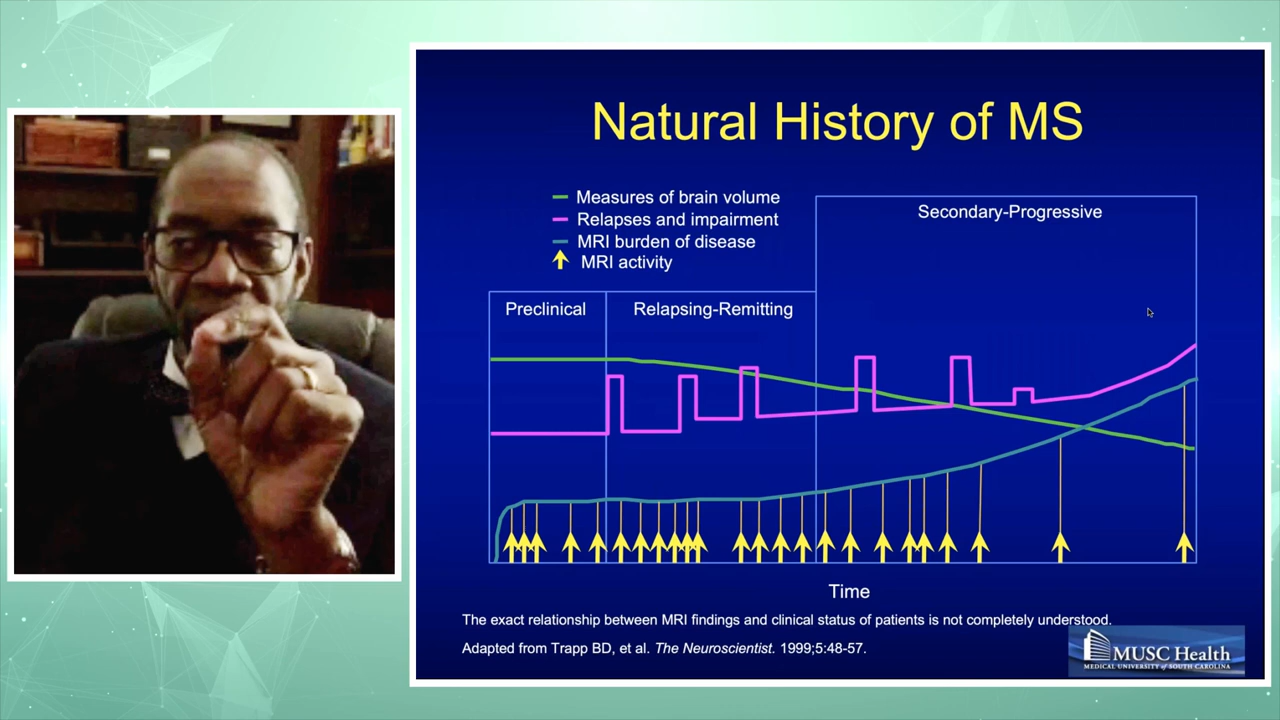 Natural History of MS
Measures of brain volume
Relapses and impairment
MRI burden of disease
MRI activity
Secondary-Progressive
Preclinical
Relapsing-Remitting
Time
The exact relationship between MRI findings and clinical status of patients is not completely understood.
Adapted from Trapp BD, et al. The Neuroscientist. 1999;5:48-57.
MUSC Health
MEDICAL UNIVERSITY of SOUTH CAROLINA